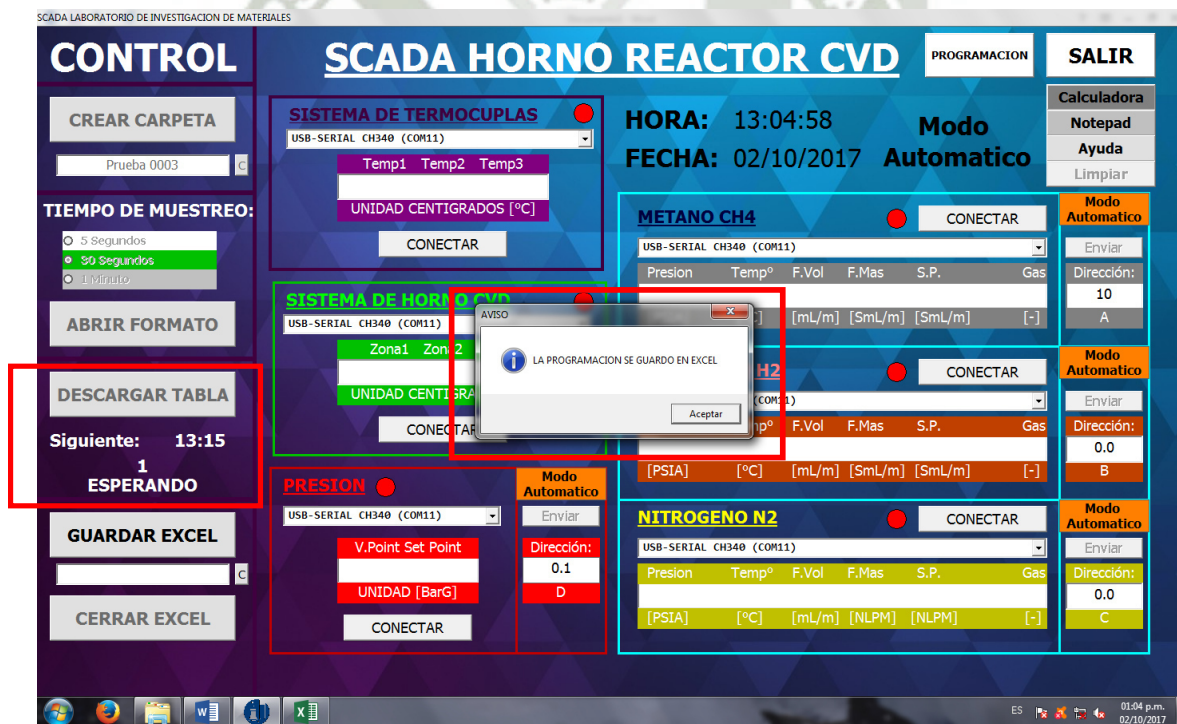 SCADA LABORATORIO DE INVESTIGACION DE MATERIALES
CONTROL
SCADA HORNO REACTOR CVD
PROGRAMACION
SALIR
CREAR CARPETA
Prueba 0003
C
TIEMPO DE MUESTREO:
5 Segundos
30 Segundos
1 Minuto
ABRIR FORMATO
DESCARGAR TABLA
Siguiente: 13:15
1
ESPERANDO
GUARDAR EXCEL
C
CERRAR EXCEL
SISTEMA DE TERMOCUPLAS
USB-SERIAL CH340 (COM11)
Temp1 Temp2 Temp3
UNIDAD CENTIGRADOS [ºC]
CONECTAR
SISTEMA DE HORNO CVD
USB-SERIAL CH340 (COM11)
Zona1
UNIDAD
CONECTAR
PRESION
USB-SERIAL CH340 (COM11)
V.Point Set Point
UNIDAD [BarG]
CONECTAR
Modo
Automatico
Enviar
Dirección:
0.1
D
HORA: 13:04:58
FECHA: 02/10/2017
Modo
Automatico
Calculadora
Notepad
Ayuda
Limpiar
METANO CH4
CONECTAR
USB-SERIAL CH340 (COM11)
Presion Tempº F.Vol F.Mas S.P. Gas
[mL/m] [SmL/m] [SmL/m] [-]
Modo
Automatico
Enviar
Dirección:
10
A
AVISO
LA PROGRAMACION SE GUARDO EN EXCEL
Aceptar
H2
CONECTAR
F.Vol F.Mas S.P. Gas
[PSIA] [ºC] [mL/m] [SmL/m] [SmL/m] [-]
Modo
Automatico
Enviar
Dirección:
0.0
B
NITROGENO N2
CONECTAR
USB-SERIAL CH340 (COM11)
Presion Tempº F.Vol F.Mas S.P. Gas
[PSIA] [ºC] [mL/m] [NLPM] [NLPM] [-]
Modo
Automatico
Enviar
Dirección:
0.0
C
ES
01:04 p.m.
02/10/2017